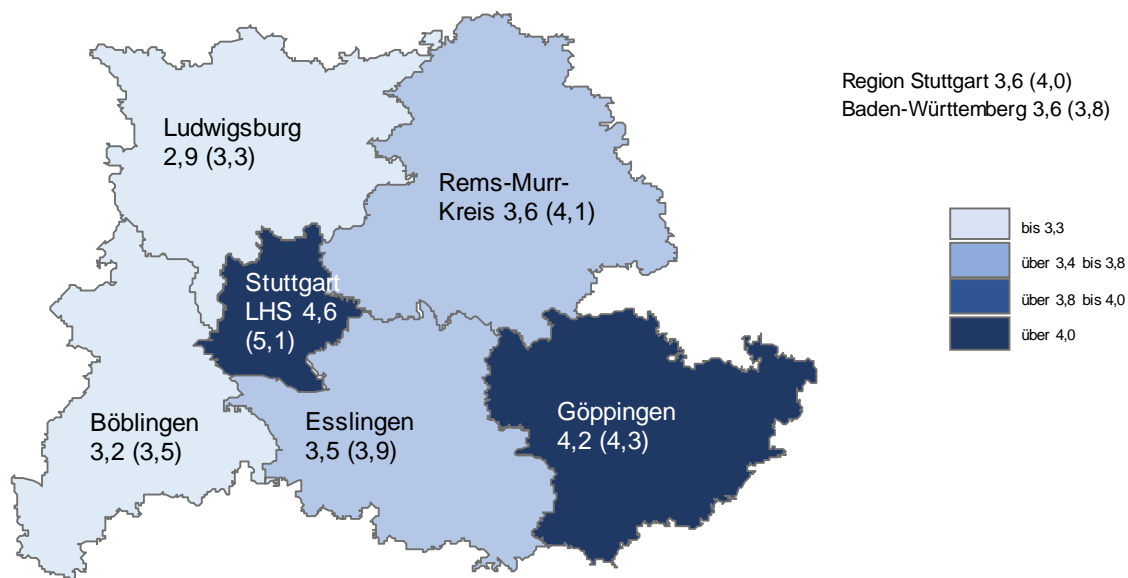 Region Stuttgart 3,6 (4,0)
Baden-Württemberg 3,6 (3,8)
Ludwigsburg
2,9 (3,3)
Rems-Murr-
Kreis 3,6 (4,1)
Stuttgart
LHS 4,6
(5,1)
Böblingen
3,2 (3,5)
Esslingen
3,5 (3,9)
Göppingen
4,2 (4,3)
bis 3,3
über 3,4 bis 3,8
über 3,8 bis 4,0
über 4,0